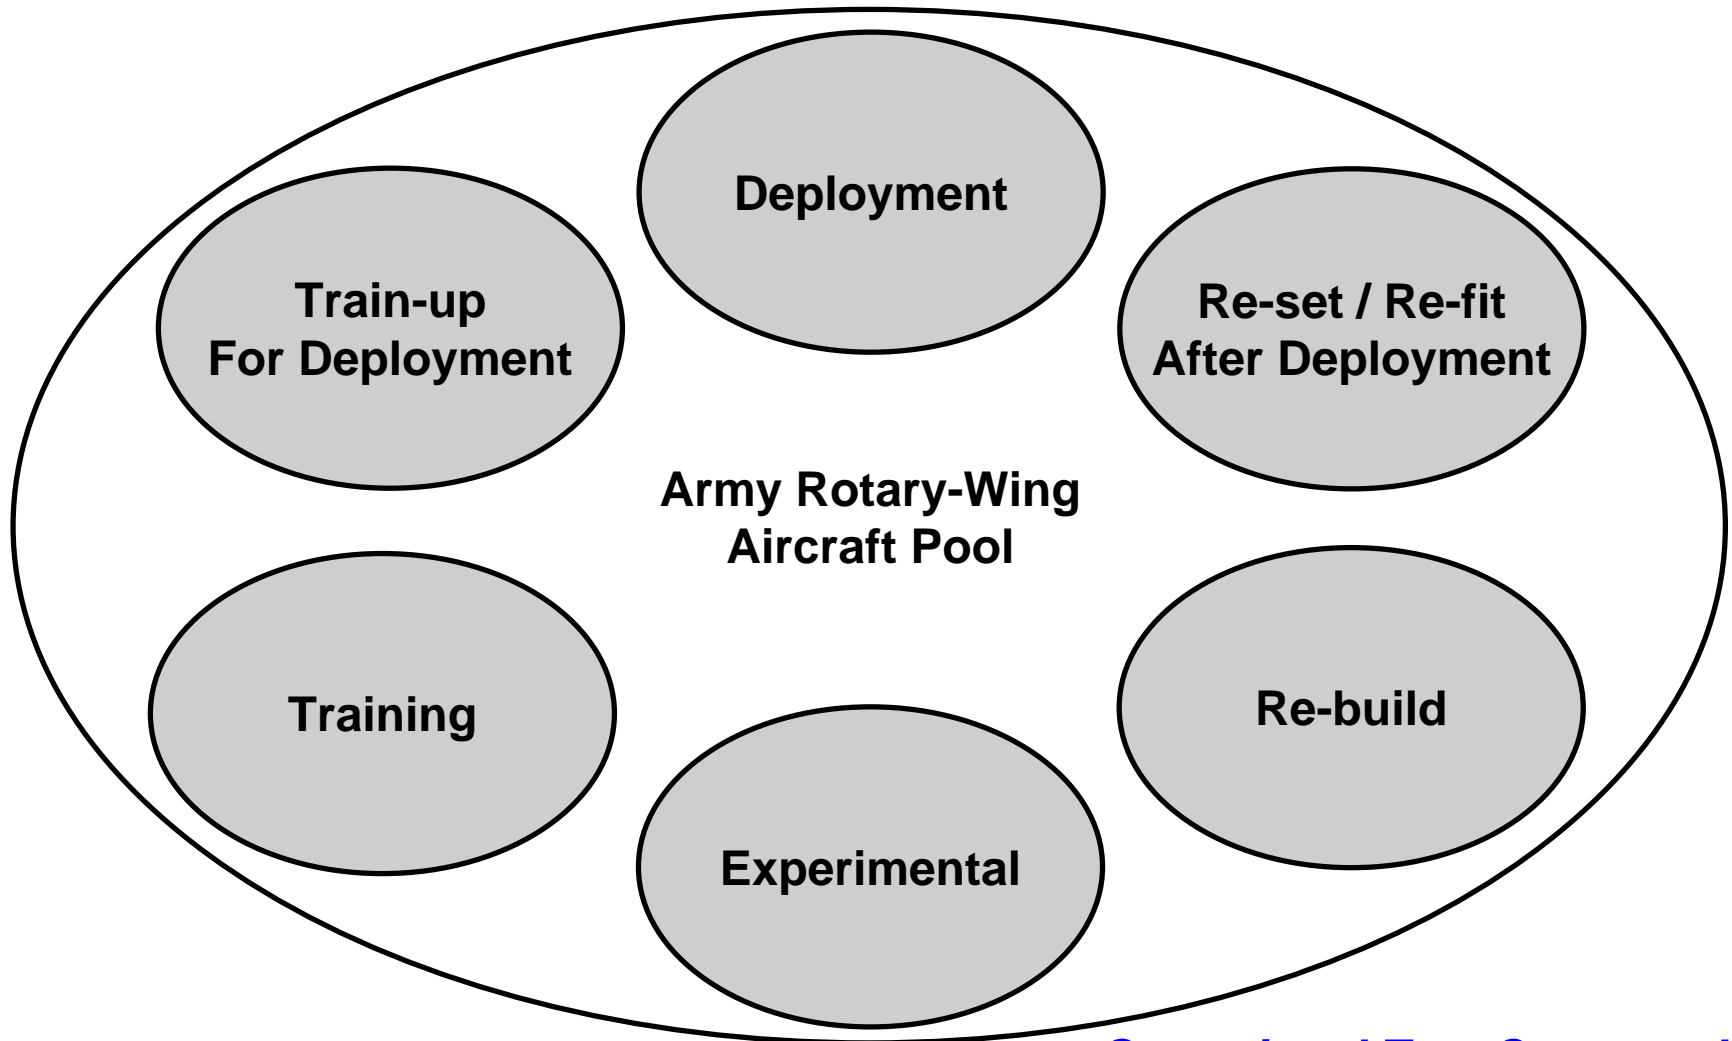 Deployment
Train-up
For Deployment
Re-set / Re-fit
After Deployment
Army Rotary-Wing
Aircraft Pool
Training
Re-build
Experimental